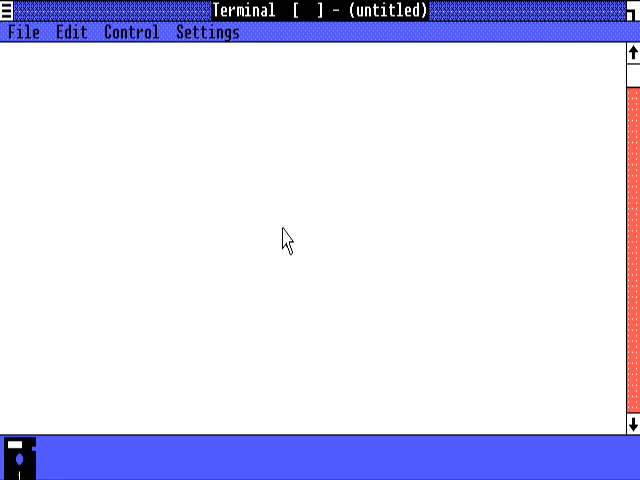 Terminal [ ] - (untitled)
File Edit Control Settings